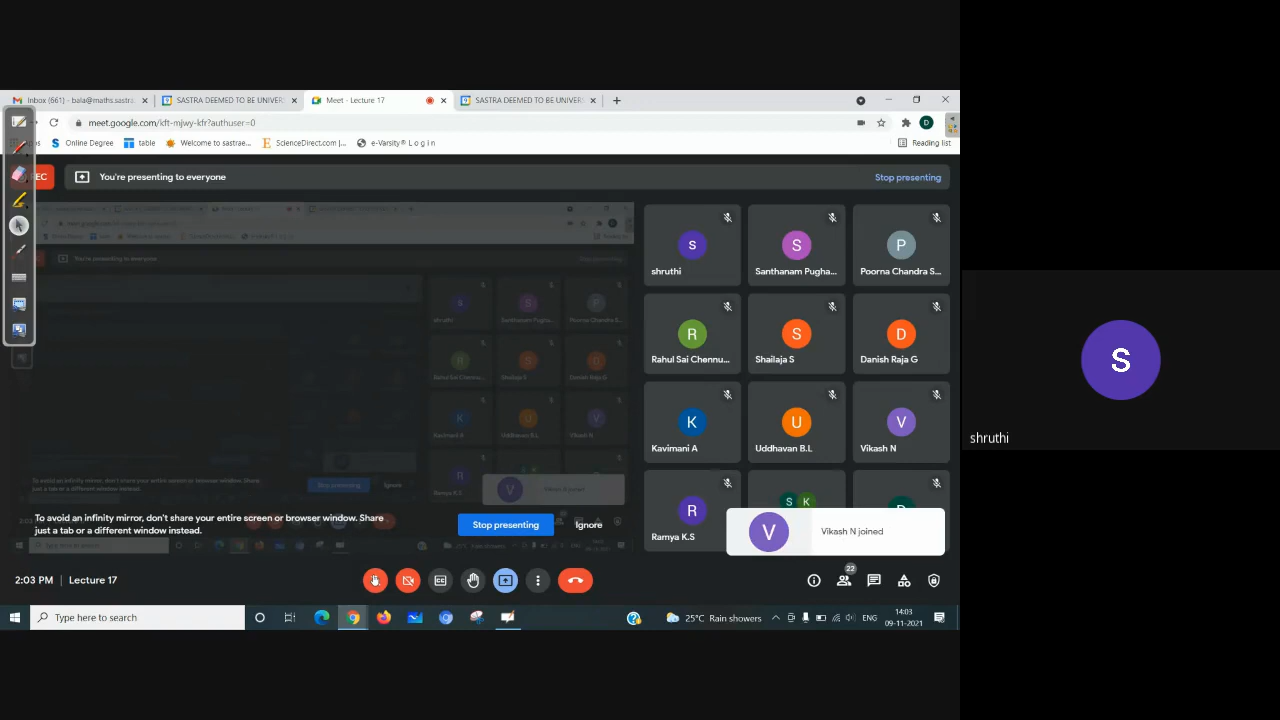 Inbox (661) - bala@maths.sastra.
SASTRA DEEMED TO BE UNIVER
Meet - Lecture 17
SASTRA DEEMED TO BE UNIVER
meet.google.com/kft-mjwy-kfr?authuser=0
D
Online Degree
table
Welcome to sastrae...
ScienceDirect.com |...
e-Varsity® L o g i n
Reading list
REC
You're presenting to everyone
Stop presenting
s
shruthi
S
Santhanam Pugha...
P
Poorna Chandra S...
R
Rahul Sai Chennu...
S
Shailaja S
D
Danish Raja G
K
Kavimani A
U
Uddhavan B.L
V
Vikash N
R
Ramya K.S
S K
V
Vikash N joined
To avoid an infinity mirror, don't share your entire screen or browser window. Share
just a tab or a different window instead.
Stop presenting
Ignore
2:03 PM
Lecture 17
22
Type here to search
25°C Rain showers
ENG
14:03
09-11-2021
S
shruthi